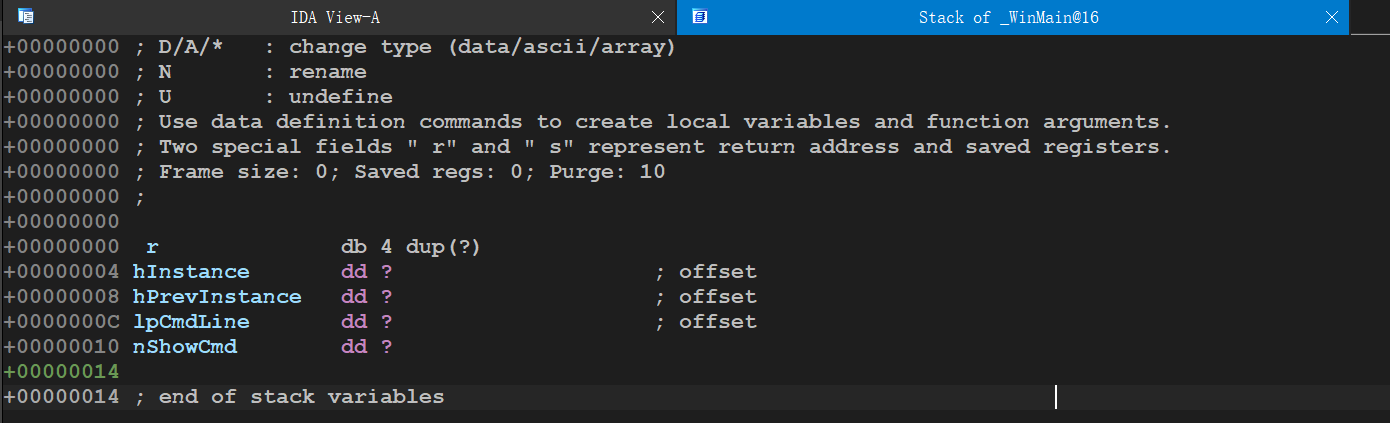 IDA View-A
Stack of _WinMain@16
+00000000 ; D/A/*   : change type (data/ascii/array)
+00000000 ; N       : rename
+00000000 ; U       : undefine
+00000000 ; Use data definition commands to create local variables and function arguments.
+00000000 ; Two special fields " r" and " s" represent return address and saved registers.
+00000000 ; Frame size: 0; Saved regs: 0; Purge: 10
+00000000 ;
+00000000
+00000000  r              db 4 dup(?)
+00000004 hInstance       dd ?                    ; offset
+00000008 hPrevInstance   dd ?                    ; offset
+0000000C lpCmdLine       dd ?                    ; offset
+00000010 nShowCmd        dd ?
+00000014
+00000014 ; end of stack variables